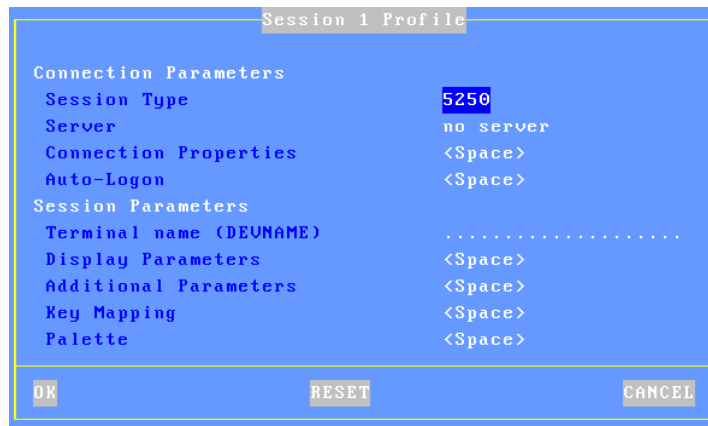 Session 1 Profile
Connection Parameters
Session Type 5250
Server no server
Connection Properties <Space>
Auto-Logon <Space>
Session Parameters
Terminal name (DEVNAME) ....................
Display Parameters <Space>
Additional Parameters <Space>
Key Mapping <Space>
Palette <Space>
OK RESET CANCEL